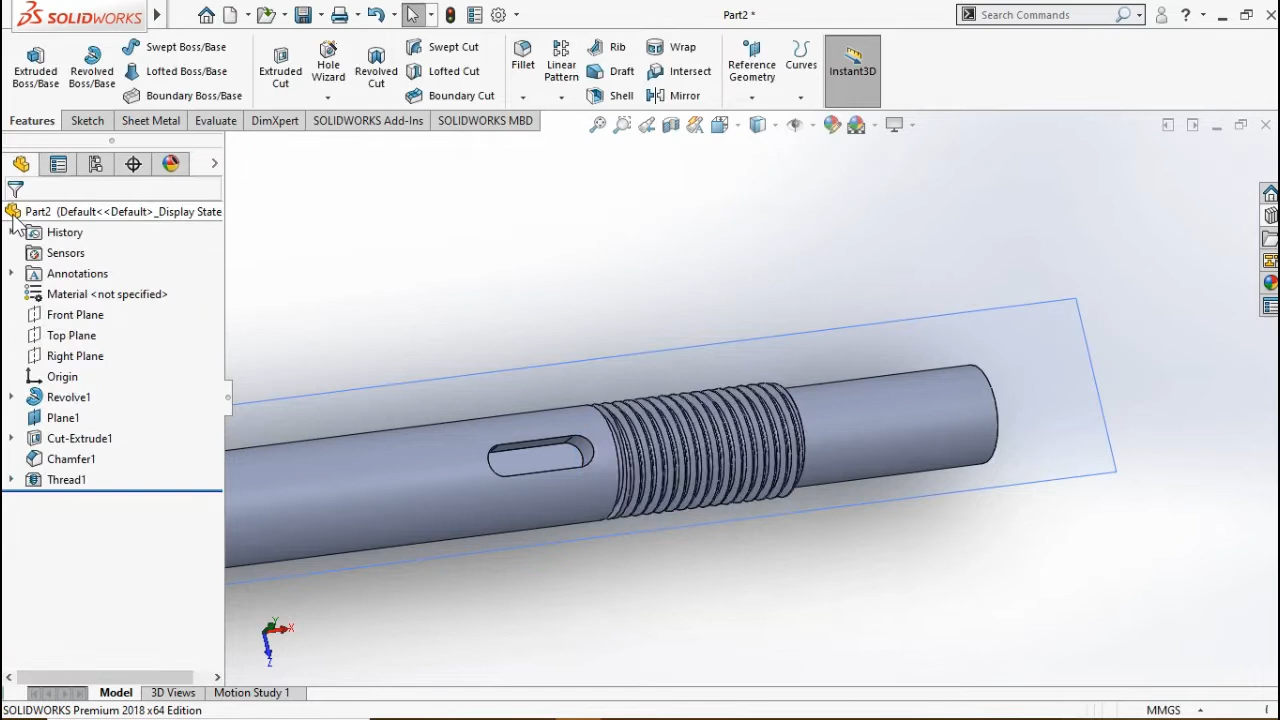 SOLIDWORKS
Part2 *
Search Commands
?
Extruded Boss/Base
Revolved Boss/Base
Swept Boss/Base
Lofted Boss/Base
Boundary Boss/Base
Extruded Cut
Hole Wizard
Revolved Cut
Swept Cut
Lofted Cut
Boundary Cut
Fillet
Linear Pattern
Rib
Draft
Shell
Wrap
Intersect
Mirror
Reference Geometry
Curves
Instant3D
Features
Sketch
Sheet Metal
Evaluate
DimXpert
SOLIDWORKS Add-Ins
SOLIDWORKS MBD
Part2 (Default<<Default>_Display State
History
Sensors
Annotations
Material <not specified>
Front Plane
Top Plane
Right Plane
Origin
Revolve1
Plane1
Cut-Extrude1
Chamfer1
Thread1
Y
X
Z
Model
3D Views
Motion Study 1
SOLIDWORKS Premium 2018 x64 Edition
MMGS